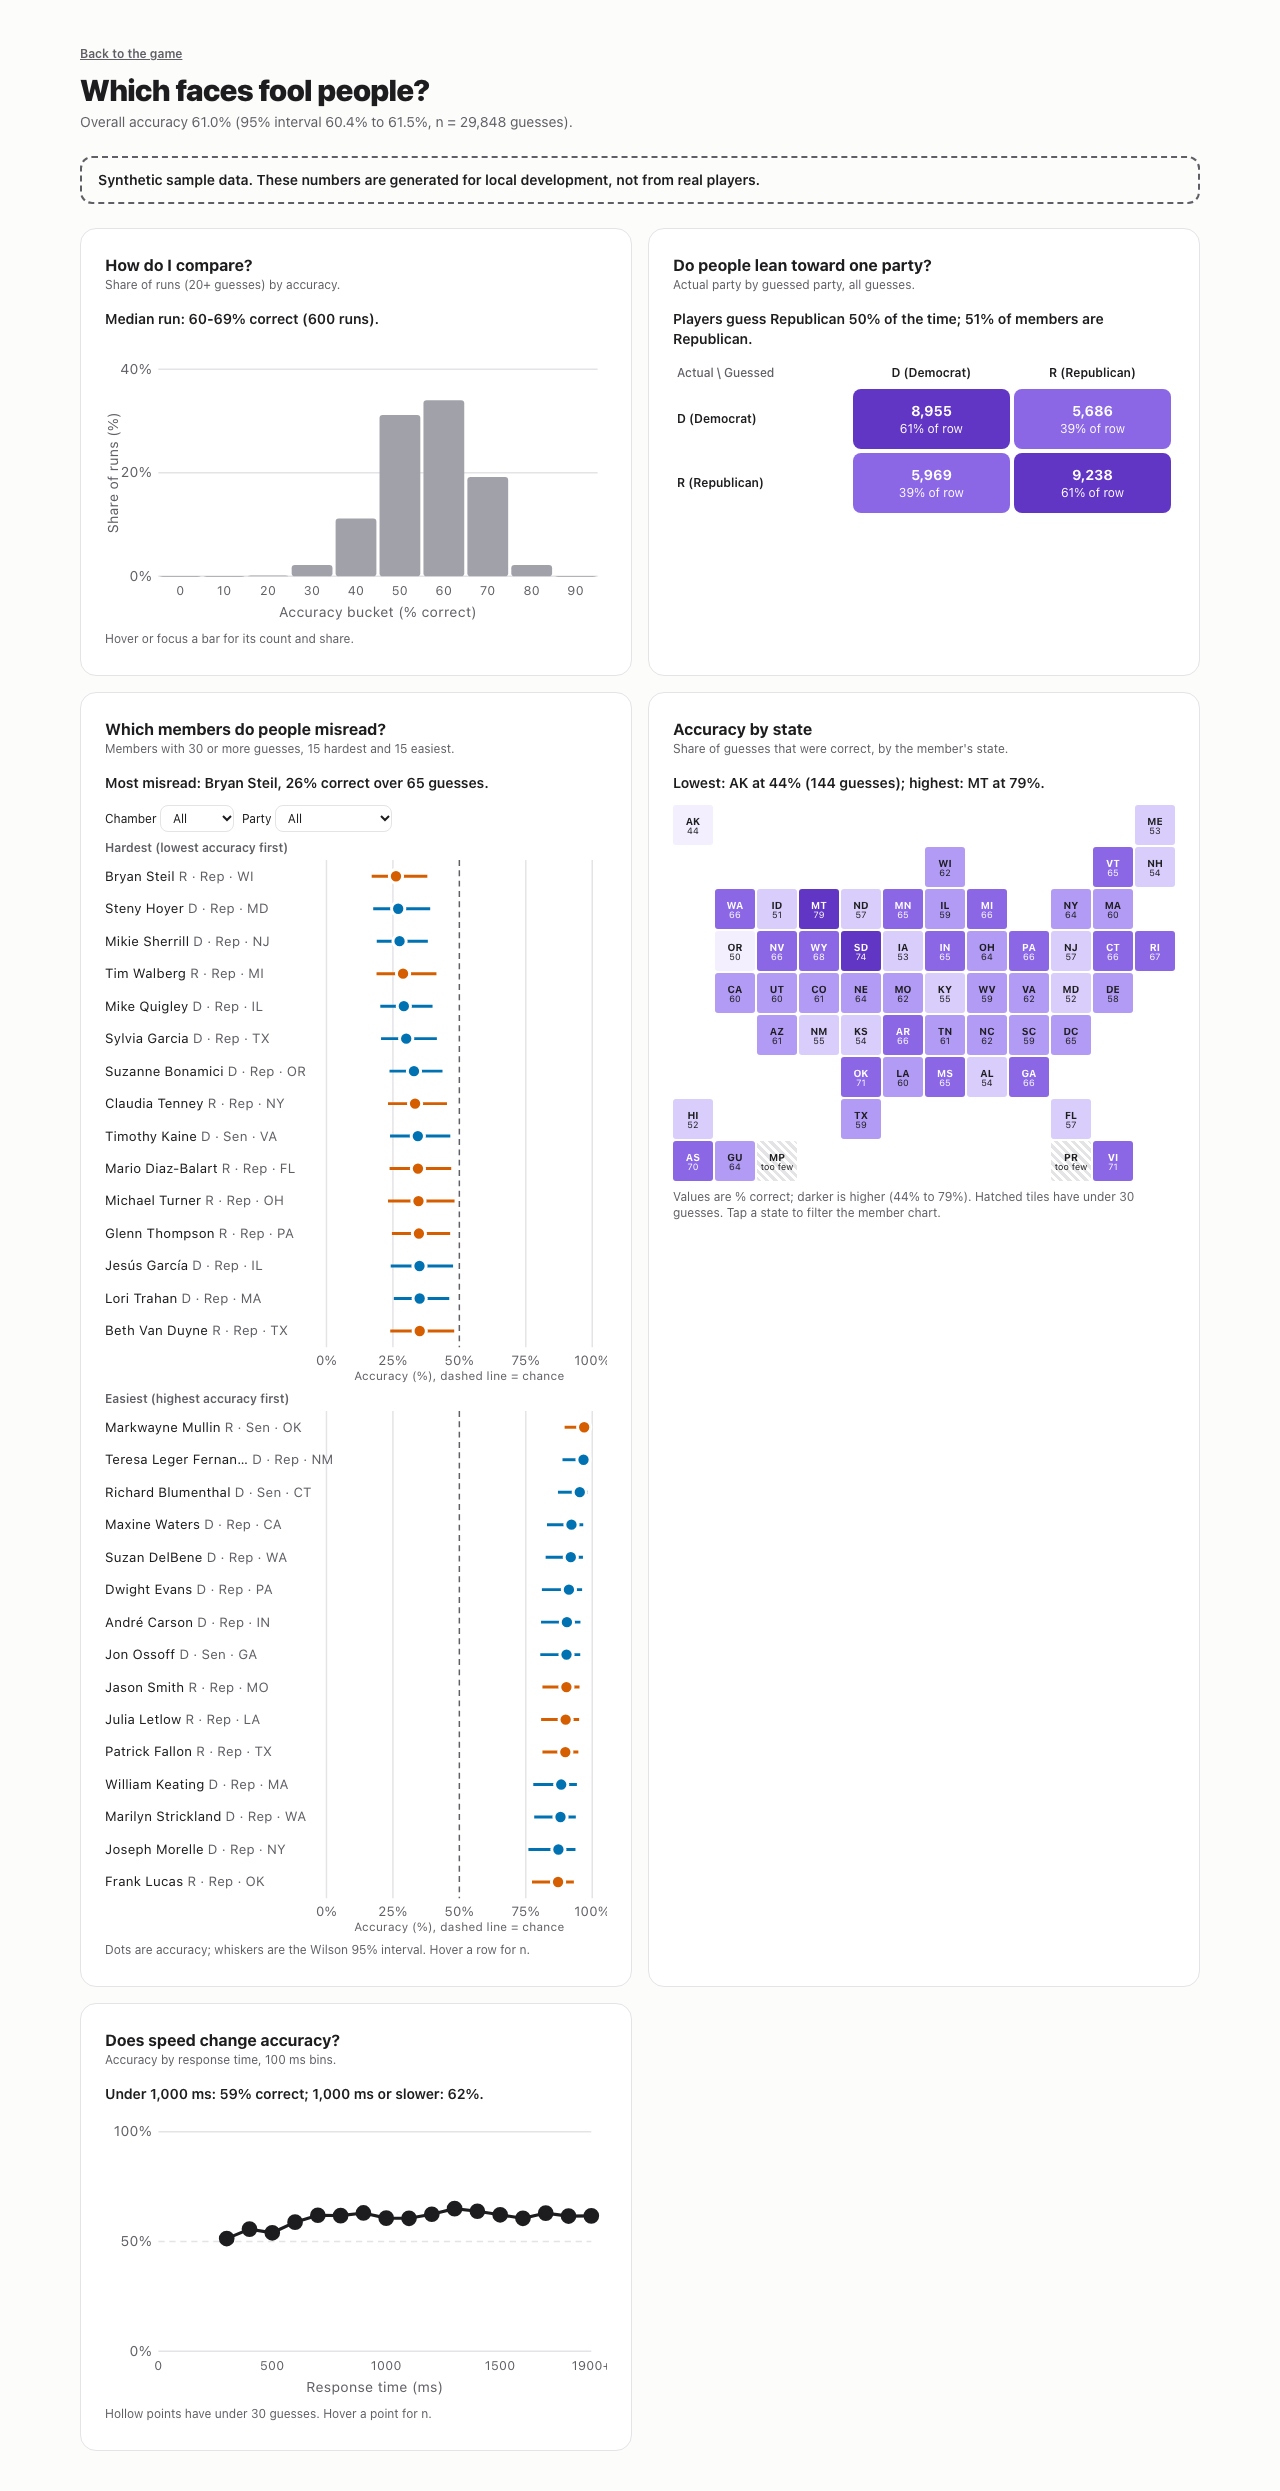 Back to the game
Which faces fool people?
Overall accuracy 61.0% (95% interval 60.4% to 61.5%, n = 29,848 guesses).
Synthetic sample data. These numbers are generated for local development, not from real players.
How do I compare?
Share of runs (20+ guesses) by accuracy.
Median run: 60-69% correct (600 runs).
40%
20%
0%
Share of runs (%)
0 10 20 30 40 50 60 70 80 90
Accuracy bucket (% correct)
Hover or focus a bar for its count and share.
Do people lean toward one party?
Actual party by guessed party, all guesses.
Players guess Republican 50% of the time; 51% of members are
Republican.
Actual \ Guessed D (Democrat) R (Republican)
D (Democrat)
8,955
61% of row
5,686
39% of row
R (Republican)
5,969
39% of row
9,238
61% of row
Which members do people misread?
Members with 30 or more guesses, 15 hardest and 15 easiest.
Most misread: Bryan Steil, 26% correct over 65 guesses.
Chamber All Party All
Hardest (lowest accuracy first)
Bryan Steil R · Rep · WI
Steny Hoyer D · Rep · MD
Mikie Sherrill D · Rep · NJ
Tim Walberg R · Rep · MI
Mike Quigley D · Rep · IL
Sylvia Garcia D · Rep · TX
Suzanne Bonamici D · Rep · OR
Claudia Tenney R · Rep · NY
Timothy Kaine D · Sen · VA
Mario Diaz-Balart R · Rep · FL
Michael Turner R · Rep · OH
Glenn Thompson R · Rep · PA
Jesús García D · Rep · IL
Lori Trahan D · Rep · MA
Beth Van Duyne R · Rep · TX
0% 25% 50% 75% 100%
Accuracy (%), dashed line = chance
Easiest (highest accuracy first)
Markwayne Mullin R · Sen · OK
Teresa Leger Fernan... D · Rep · NM
Richard Blumenthal D · Sen · CT
Maxine Waters D · Rep · CA
Suzan DelBene D · Rep · WA
Dwight Evans D · Rep · PA
André Carson D · Rep · IN
Jon Ossoff D · Sen · GA
Jason Smith R · Rep · MO
Julia Letlow R · Rep · LA
Patrick Fallon R · Rep · TX
William Keating D · Rep · MA
Marilyn Strickland D · Rep · WA
Joseph Morelle D · Rep · NY
Frank Lucas R · Rep · OK
0% 25% 50% 75% 100%
Accuracy (%), dashed line = chance
Dots are accuracy; whiskers are the Wilson 95% interval. Hover a row for n.
Accuracy by state
Share of guesses that were correct, by the member's state.
Lowest: AK at 44% (144 guesses); highest: MT at 79%.
AK ME
44 53
WI VT NH
62 65 54
WA ID MT ND MN IL MI NY MA
66 51 79 57 65 59 66 64 60
OR NV WY SD IA IN OH PA NJ CT RI
50 66 68 74 53 65 64 66 57 66 67
CA UT CO NE MO KY WV VA MD DE
60 60 61 64 62 55 59 62 52 58
AZ NM KS AR TN NC SC DC
61 55 54 66 61 62 59 65
OK LA MS AL GA
71 60 65 54 66
HI TX FL
52 59 57
AS GU MP PR VI
70 64 too few too few 71
Values are % correct; darker is higher (44% to 79%). Hatched tiles have under 30
guesses. Tap a state to filter the member chart.
Does speed change accuracy?
Accuracy by response time, 100 ms bins.
Under 1,000 ms: 59% correct; 1,000 ms or slower: 62%.
100%
50%
0%
0 500 1000 1500 1900+
Response time (ms)
Hollow points have under 30 guesses. Hover a point for n.